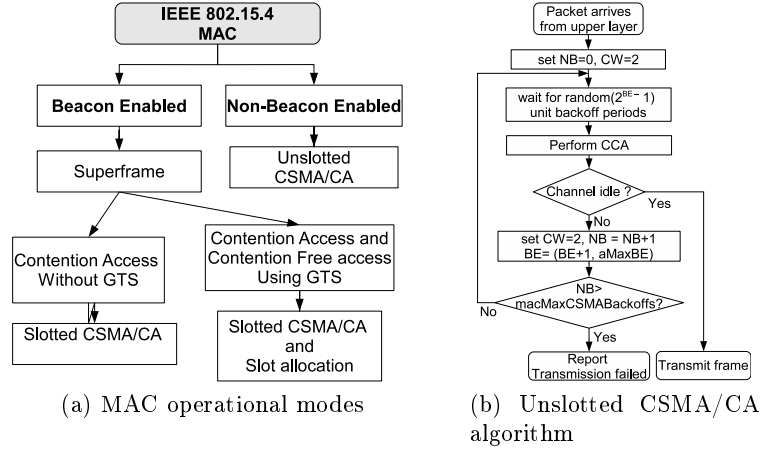 IEEE 802.15.4
MAC
Beacon Enabled
Non-Beacon Enabled
Superframe
Unslotted
CSMA/CA
Contention Access
Without GTS
Contention Access and
Contention Free access
Using GTS
Slotted CSMA/CA
Slotted CSMA/CA
and
Slot allocation
(a) MAC operational modes
Packet arrives
from upper layer
set NB=0, CW=2
wait for random(2^BE- 1)
unit backoff periods
Perform CCA
Channel idle ?
Yes
No
set CW=2, NB = NB+1
BE= (BE+1, aMaxBE)
NB>
macMaxCSMABackoffs?
No
Yes
Report
Transmission failed
Transmit frame
(b) Unslotted CSMA/CA
algorithm